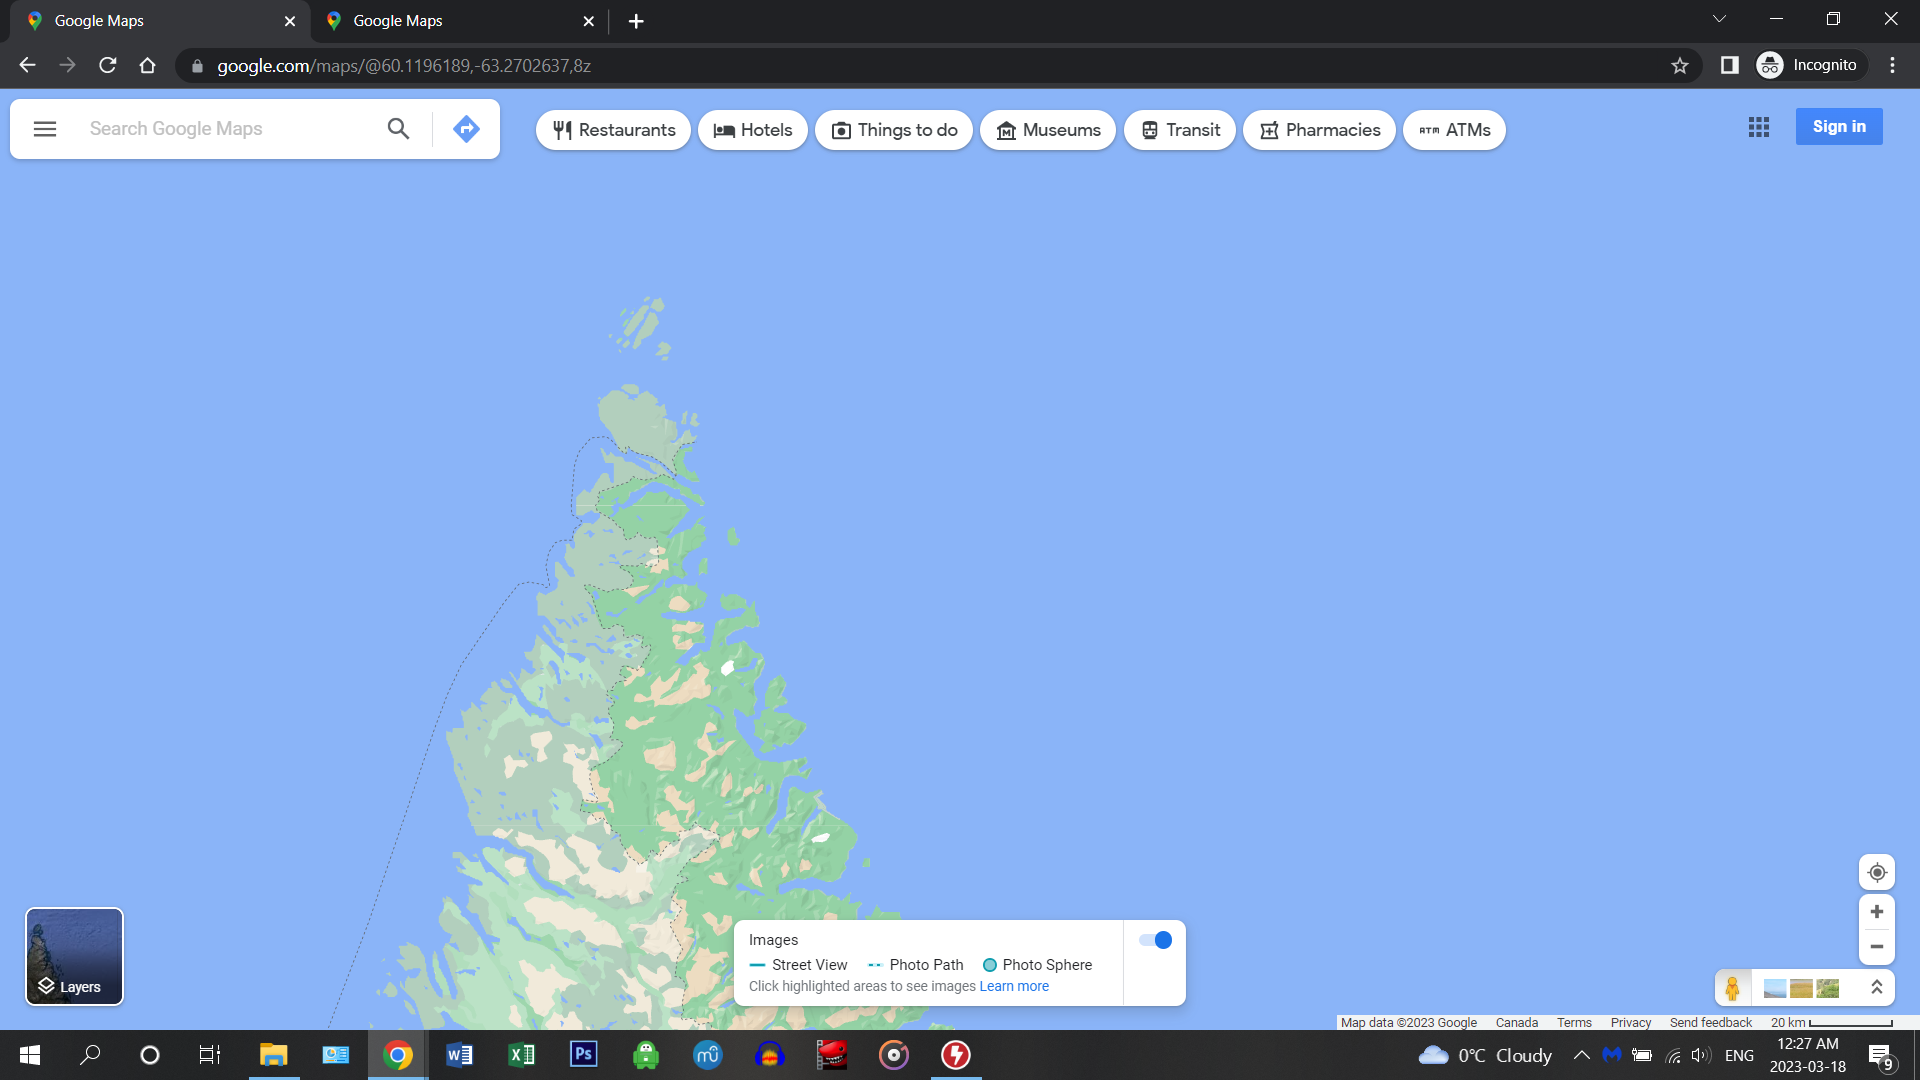 Google Maps
Google Maps
google.com/maps/@60.1196189,-63.2702637,8z
Incognito
Search Google Maps
Restaurants
Hotels
Things to do
Museums
Transit
Pharmacies
ATM ATMs
Sign in
Layers
Images
Street View
Photo Path
Photo Sphere
Click highlighted areas to see images Learn more
Map data ©2023 Google Canada Terms Privacy Send feedback 20 km
W
X
Ps
mu
0°C Cloudy
ENG
12:27 AM
2023-03-18
9